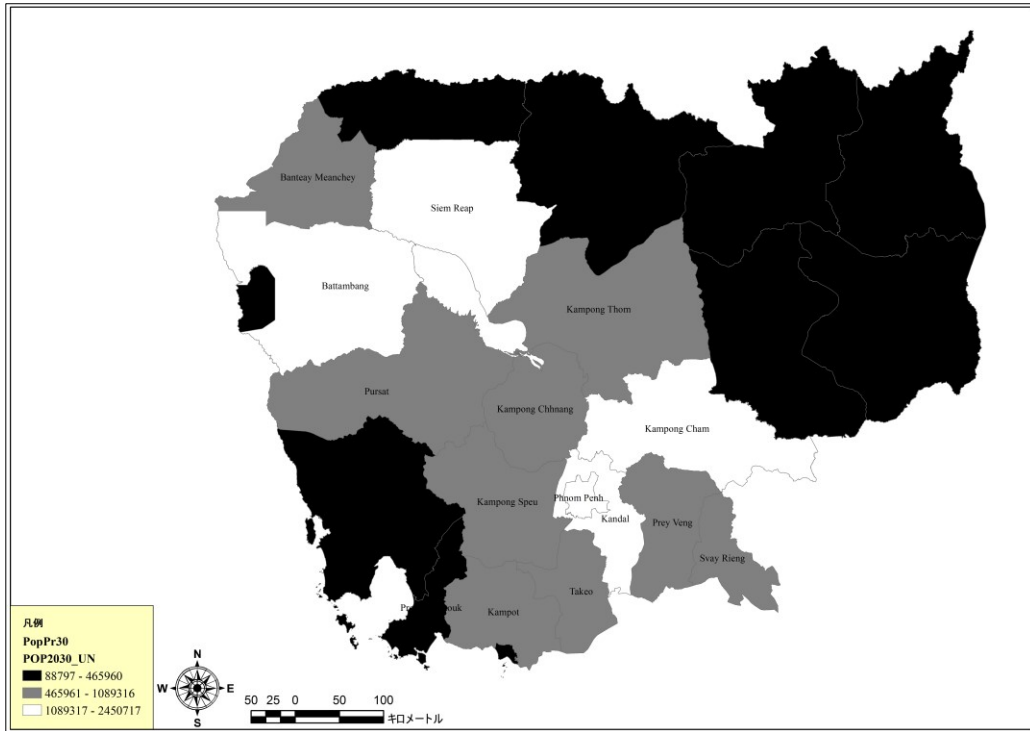 Banteay Meanchey
Siem Reap
Battambang
Kampong Thom
Pursat
Kampong Chhnang
Kampong Cham
Kampong Speu
Phnom Penh
Kandal
Prey Veng
Svay Rieng
Takeo
Kampot
凡例
PopPr30
POP2030_UN
88797 - 465960
465961 - 1089316
1089317 - 2450717
N
W E
S
50 25 0 50 100
キロメートル